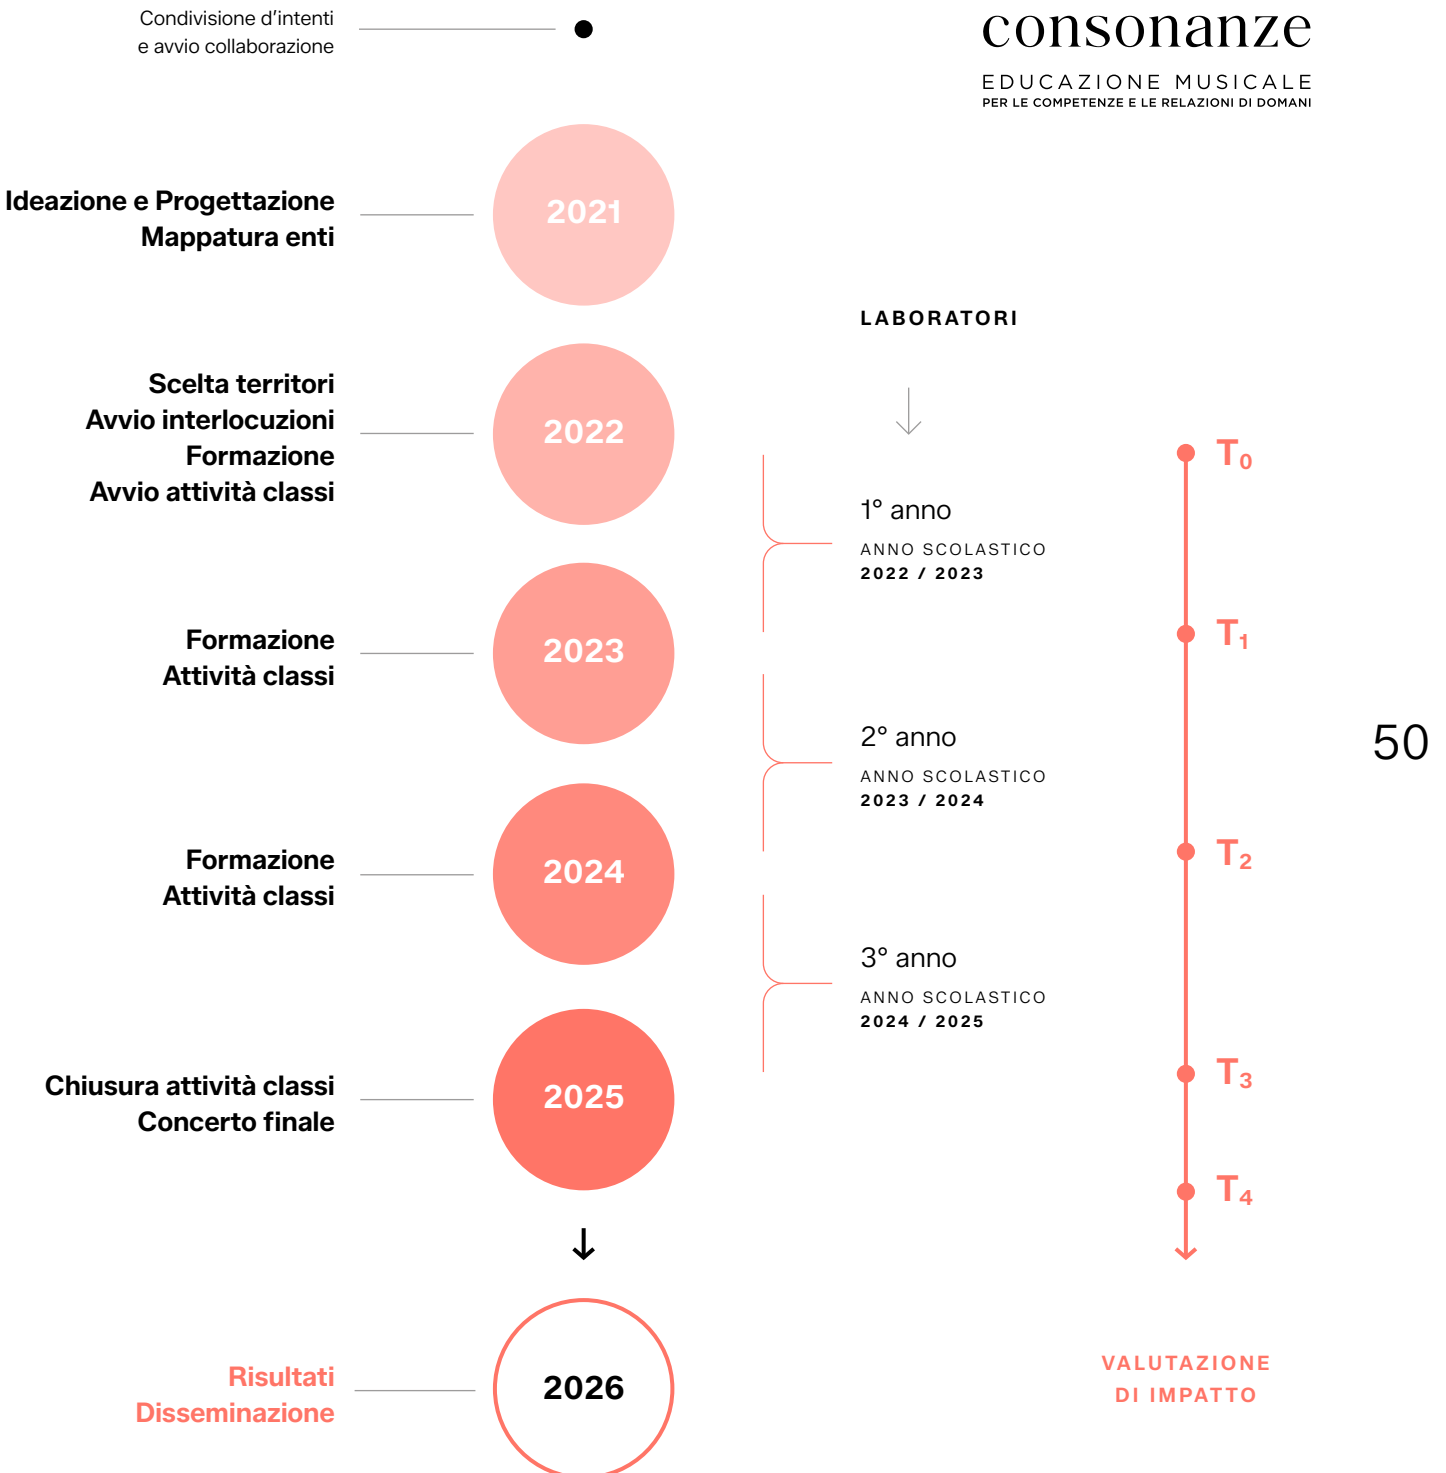 Condivisione d’intenti
e avvio collaborazione
consonanze
EDUCAZIONE MUSICALE
PER LE COMPETENZE E LE RELAZIONI DI DOMANI
Ideazione e Progettazione
Mappatura enti
2021
Scelta territori
Avvio interlocuzioni
Formazione
Avvio attività classi
2022
Formazione
Attività classi
2023
Formazione
Attività classi
2024
Chiusura attività classi
Concerto finale
2025
Risultati
Disseminazione
2026
LABORATORI
1° anno
ANNO SCOLASTICO
2022 / 2023
2° anno
ANNO SCOLASTICO
2023 / 2024
3° anno
ANNO SCOLASTICO
2024 / 2025
T₀
T₁
T₂
T₃
T₄
VALUTAZIONE
DI IMPATTO
50